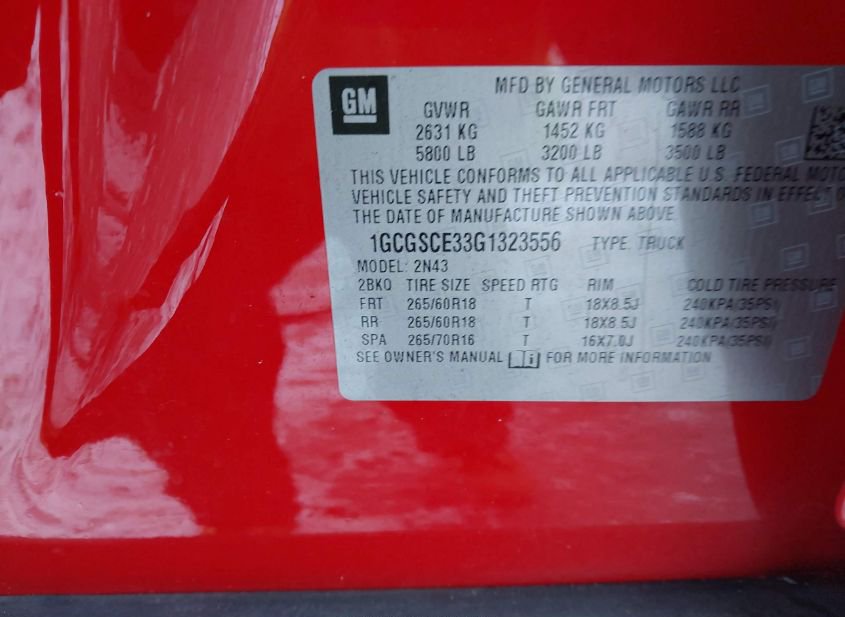 GM
MFD BY GENERAL MOTORS LLC
GVWR GAWR FRT GAWR RR
2631 KG 1452 KG 1588 KG
5800 LB 3200 LB 3500 LB
THIS VEHICLE CONFORMS TO ALL APPLICABLE U.S. FEDERAL MOTO
VEHICLE SAFETY AND THEFT PREVENTION STANDARDS IN EFFECT O
THE DATE OF MANUFACTURE SHOWN ABOVE.
1GCGSCE33G1323556 TYPE: TRUCK
MODEL: 2N43
2BKO TIRE SIZE SPEED RTG RIM COLD TIRE PRESSURE
FRT 265/60R18 T 18X8.5J 240KPA(35PSI)
RR 265/60R18 T 18X8.5J 240KPA(35PSI)
SPA 265/70R16 T 16X7.0J 240KPA(35PSI)
SEE OWNER'S MANUAL FOR MORE INFORMATION